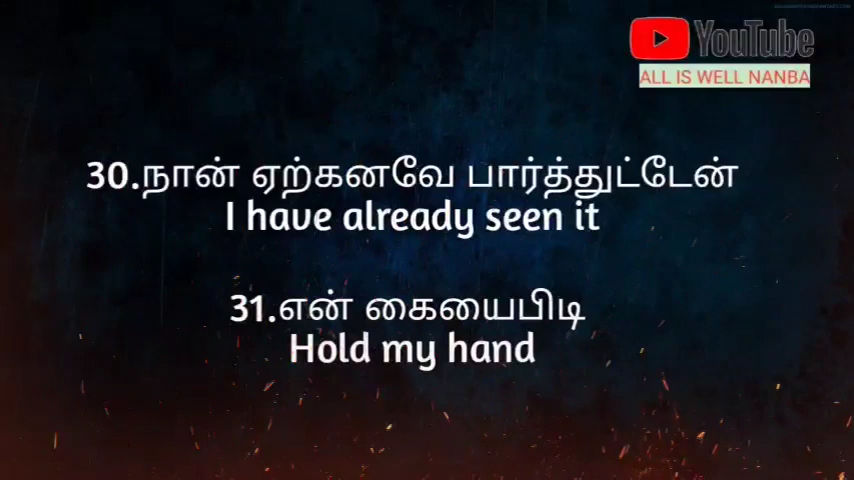 YouTube
ALL IS WELL NANBA
30.நான் ஏற்கனவே பார்த்துட்டேன்
I have already seen it
31.என் கையைபிடி
Hold my hand